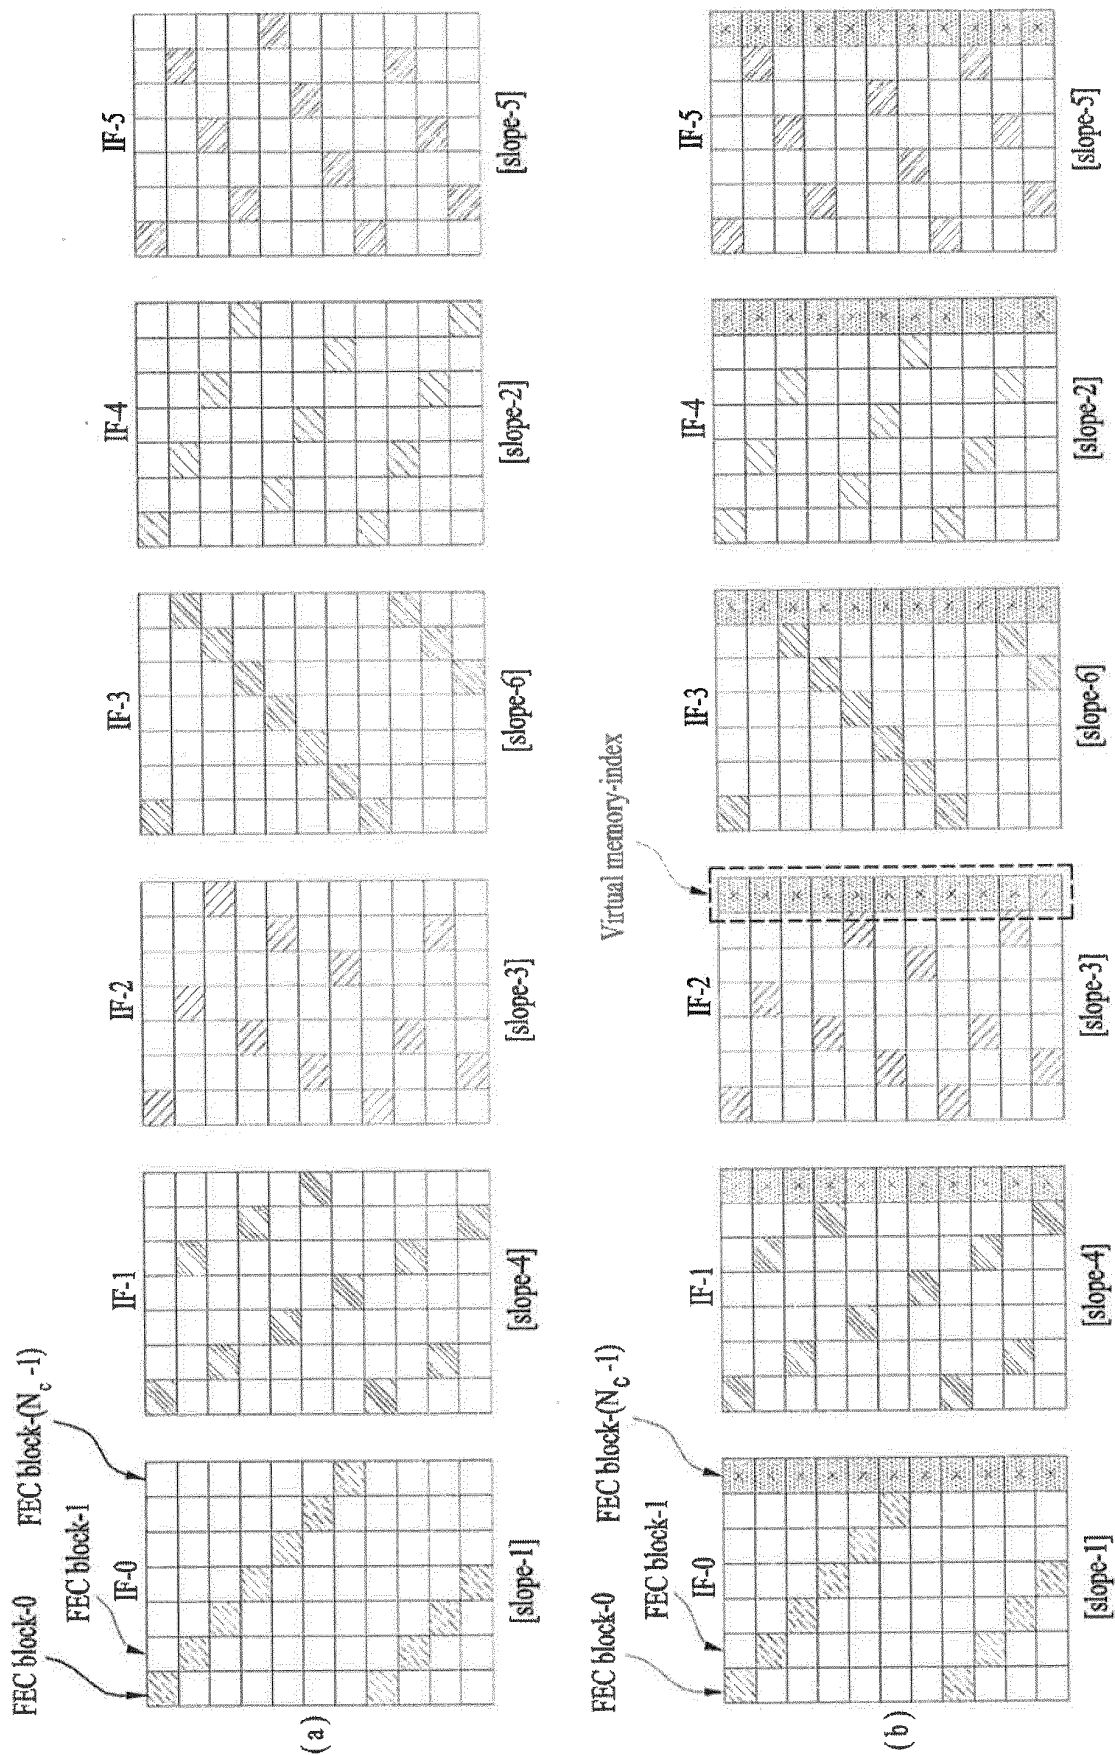 FEC block-0
FEC block-1
FEC block-(Nc -1)
IF-0
IF-1
IF-2
IF-3
IF-4
IF-5
(a)
[slope-1]
[slope-4]
[slope-3]
[slope-6]
[slope-2]
[slope-5]
Virtual memory-index
FEC block-0
FEC block-1
FEC block-(Nc -1)
IF-0
IF-1
IF-2
IF-3
IF-4
IF-5
(b)
[slope-1]
[slope-4]
[slope-3]
[slope-6]
[slope-2]
[slope-5]